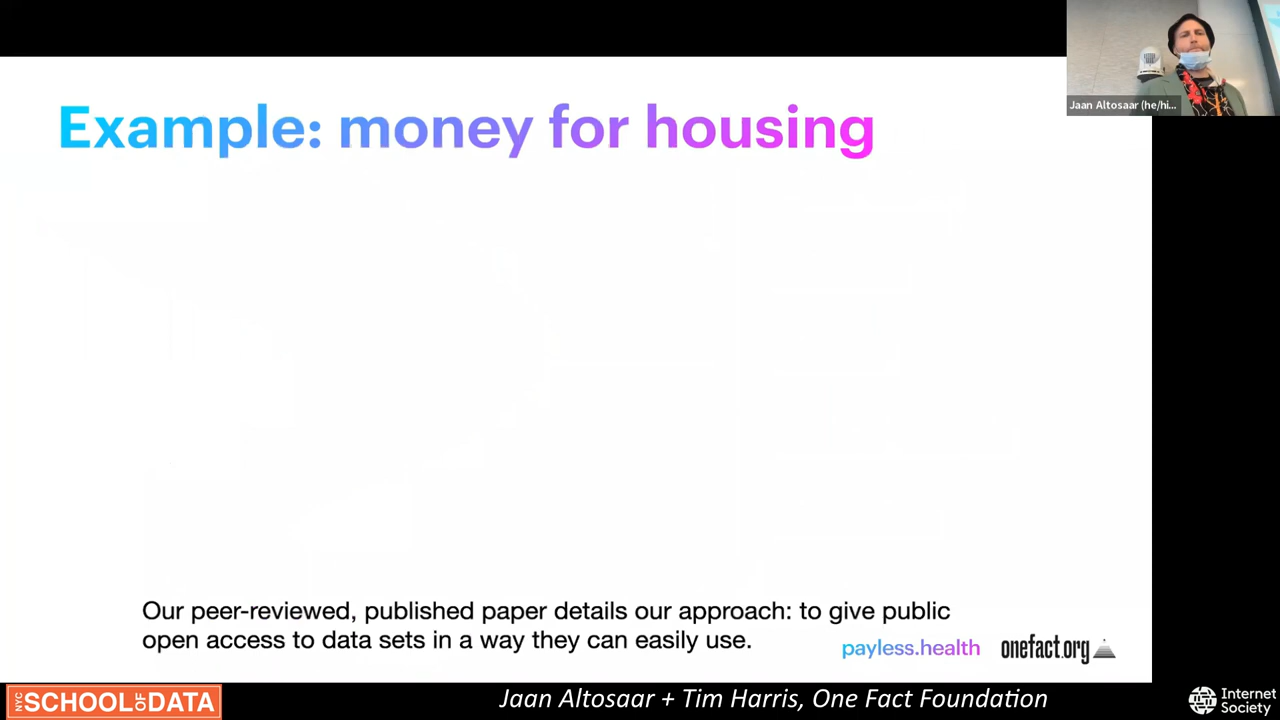 Example: money for housing
Jaan Altosaar (he/hi...
Our peer-reviewed, published paper details our approach: to give public
open access to data sets in a way they can easily use.
payless.health
onefact.org
NYC SCHOOL OF DATA
Jaan Altosaar + Tim Harris, One Fact Foundation
Internet
Society